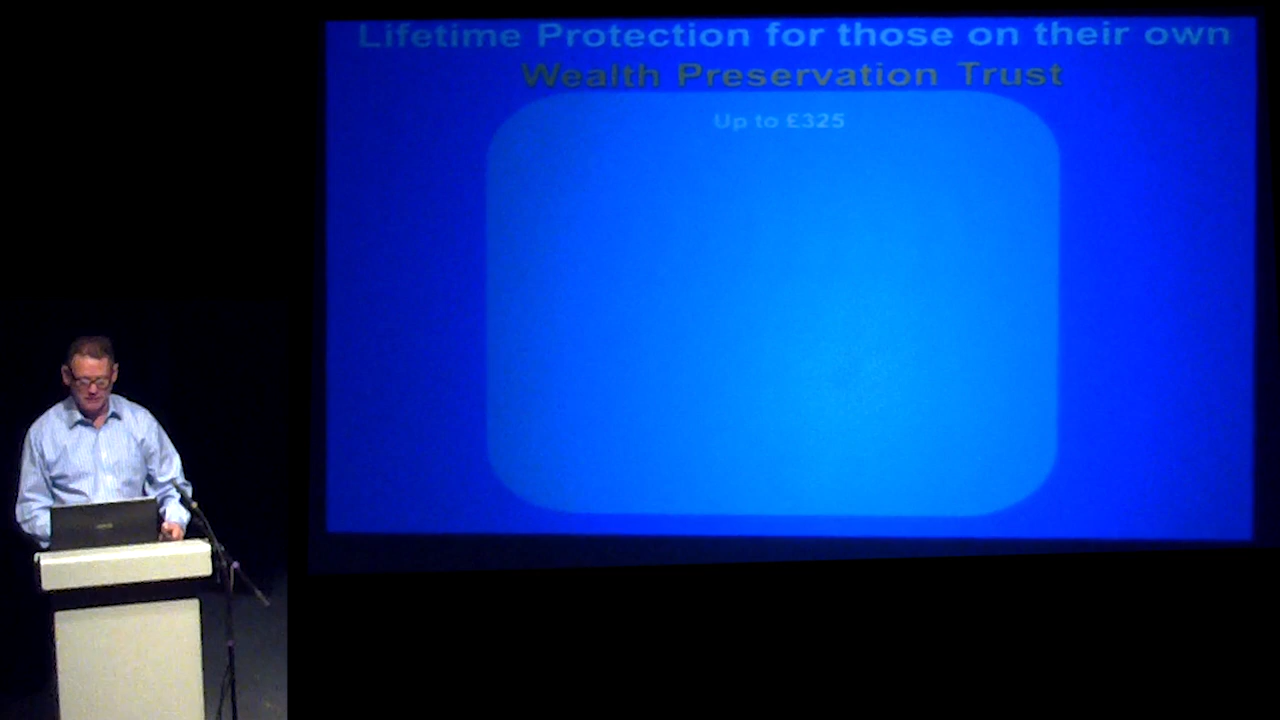 Lifetime Protection for those on their own
Wealth Preservation Trust
Up to £325